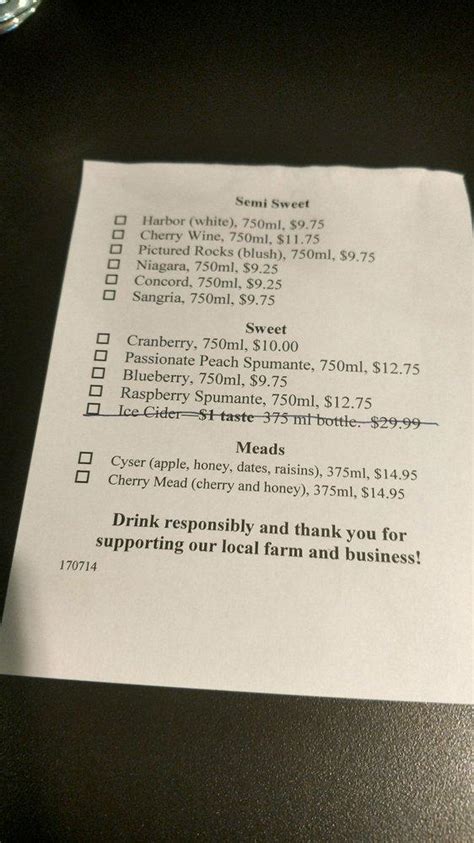 Semi Sweet
☐ Harbor (white), 750ml, $9.75
☐ Cherry Wine, 750ml, $11.75
☐ Pictured Rocks (blush), 750ml, $9.75
☐ Niagara, 750ml, $9.25
☐ Concord, 750ml, $9.25
☐ Sangria, 750ml, $9.75
Sweet
☐ Cranberry, 750ml, $10.00
☐ Passionate Peach Spumante, 750ml, $12.75
☐ Blueberry, 750ml, $9.75
☐ Raspberry Spumante, 750ml, $12.75
☐ Ice Cider—$1 taste 375 ml bottle. $29.99
Meads
☐ Cyser (apple, honey, dates, raisins), 375ml, $14.95
☐ Cherry Mead (cherry and honey), 375ml, $14.95
Drink responsibly and thank you for
supporting our local farm and business!
170714